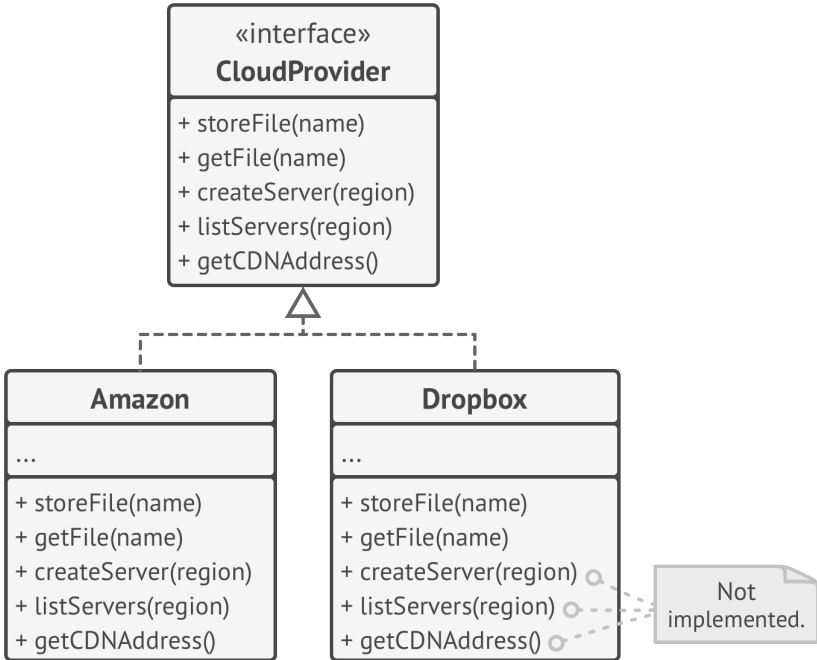 «interface»
CloudProvider
+ storeFile(name)
+ getFile(name)
+ createServer(region)
+ listServers(region)
+ getCDNAddress()
Amazon
...
+ storeFile(name)
+ getFile(name)
+ createServer(region)
+ listServers(region)
+ getCDNAddress()
Dropbox
...
+ storeFile(name)
+ getFile(name)
+ createServer(region)
+ listServers(region)
+ getCDNAddress()
Not
implemented.